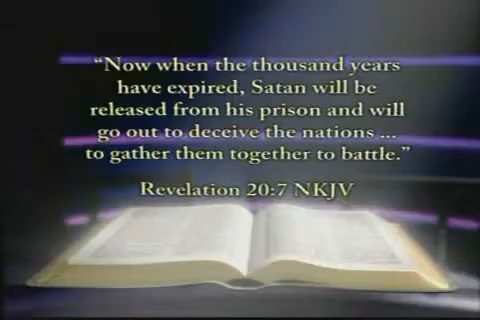 “Now when the thousand years
have expired, Satan will be
released from his prison and will
go out to deceive the nations ...
to gather them together to battle.”
Revelation 20:7 NKJV